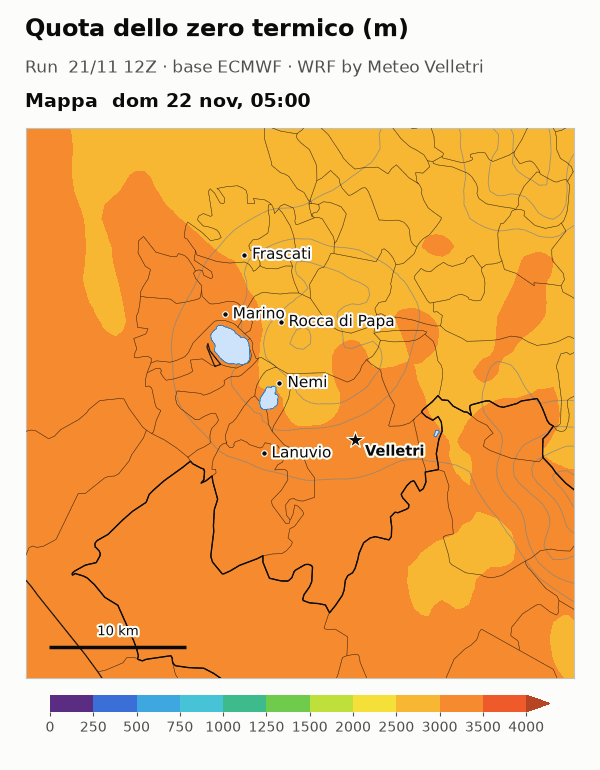 Quota dello zero termico (m)
Run 21/11 12Z · base ECMWF · WRF by Meteo Velletri
Mappa dom 22 nov, 05:00
Frascati
Marino
Rocca di Papa
Nemi
Velletri
Lanuvio
10 km
0 250 500 750 1000 1250 1500 2000 2500 3000 3500 4000